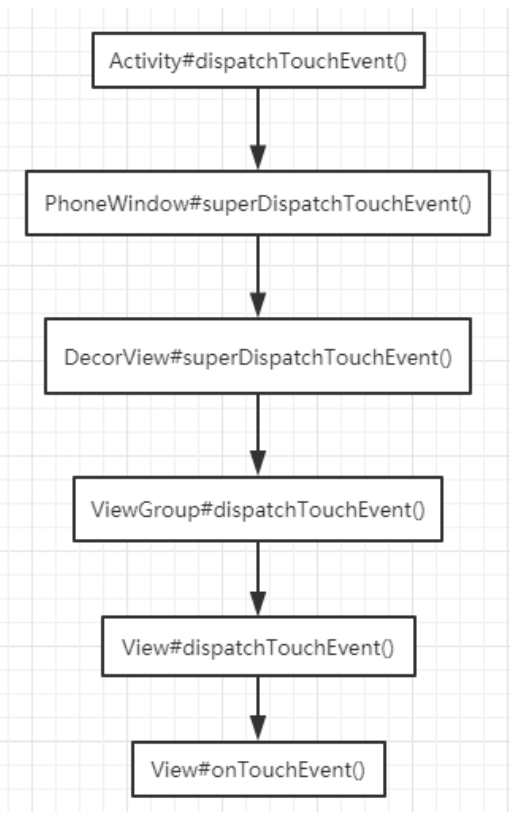 Activity#dispatchTouchEvent()
PhoneWindow#superDispatchTouchEvent()
DecorView#superDispatchTouchEvent()
ViewGroup#dispatchTouchEvent()
View#dispatchTouchEvent()
View#onTouchEvent()